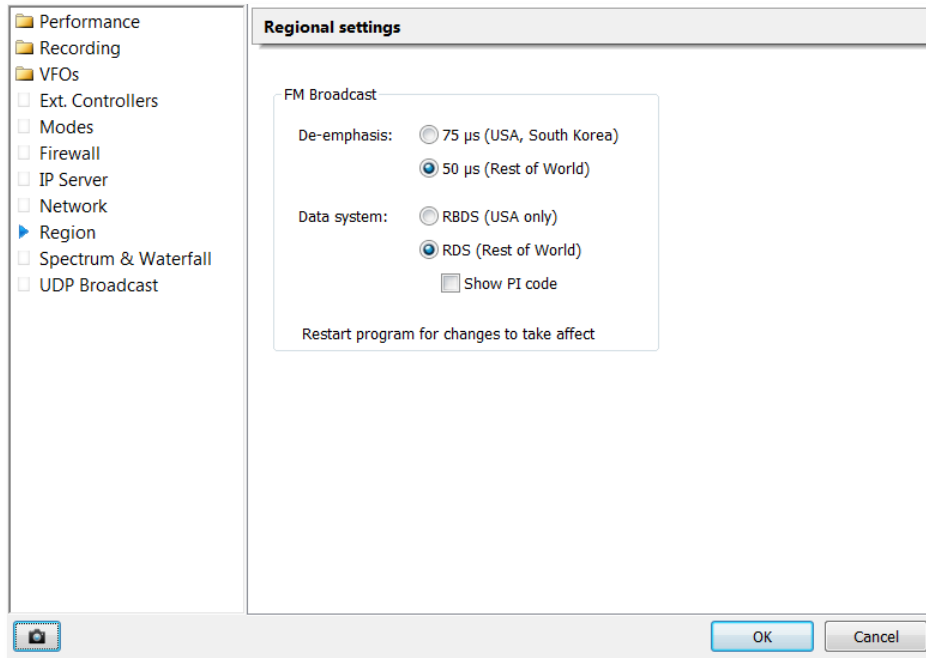 Performance
Recording
VFOs
Ext. Controllers
Modes
Firewall
IP Server
Network
Region
Spectrum & Waterfall
UDP Broadcast
Regional settings
FM Broadcast
De-emphasis: 75 µs (USA, South Korea)
50 µs (Rest of World)
Data system: RBDS (USA only)
RDS (Rest of World)
Show PI code
Restart program for changes to take affect
OK Cancel